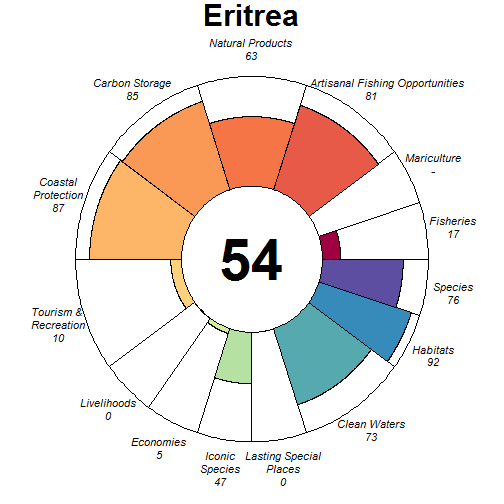 Eritrea
Natural Products
63
Carbon Storage
85
Artisanal Fishing Opportunities
81
Mariculture
-
Coastal
Protection
87
Fisheries
17
54
Species
76
Tourism &
Recreation
10
Habitats
92
Livelihoods
0
Clean Waters
73
Economies
5
Iconic
Species
47
Lasting Special
Places
0